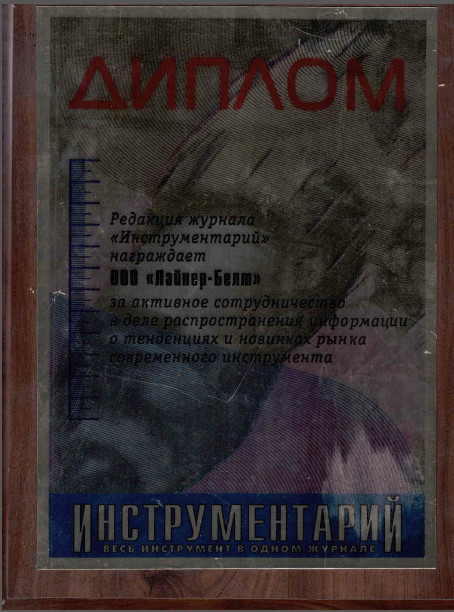 ДИПЛОМ
Редакция журнала
«Инструментарий»
награждает
ООО «Лайнер-Белт»
за активное сотрудничество
в деле распространения информации
о тенденциях и новинках рынка
современного инструмента
ИНСТРУМЕНТАРИЙ
ВЕСЬ ИНСТРУМЕНТ В ОДНОМ ЖУРНАЛЕ